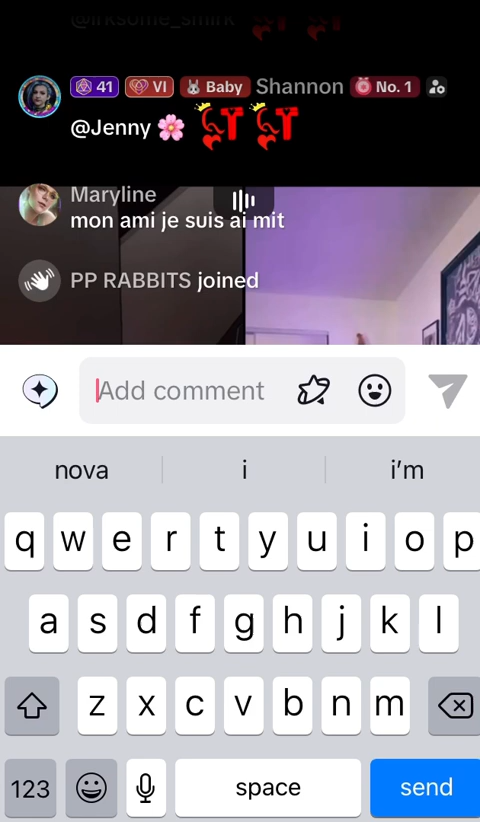 @irksome_smirk
41 VI Baby Shannon No. 1
@Jenny 🌸
Maryline
mon ami je suis ai mit
PP RABBITS joined
Add comment
nova i i'm
q w e r t y u i o p
a s d f g h j k l
z x c v b n m
123 space send